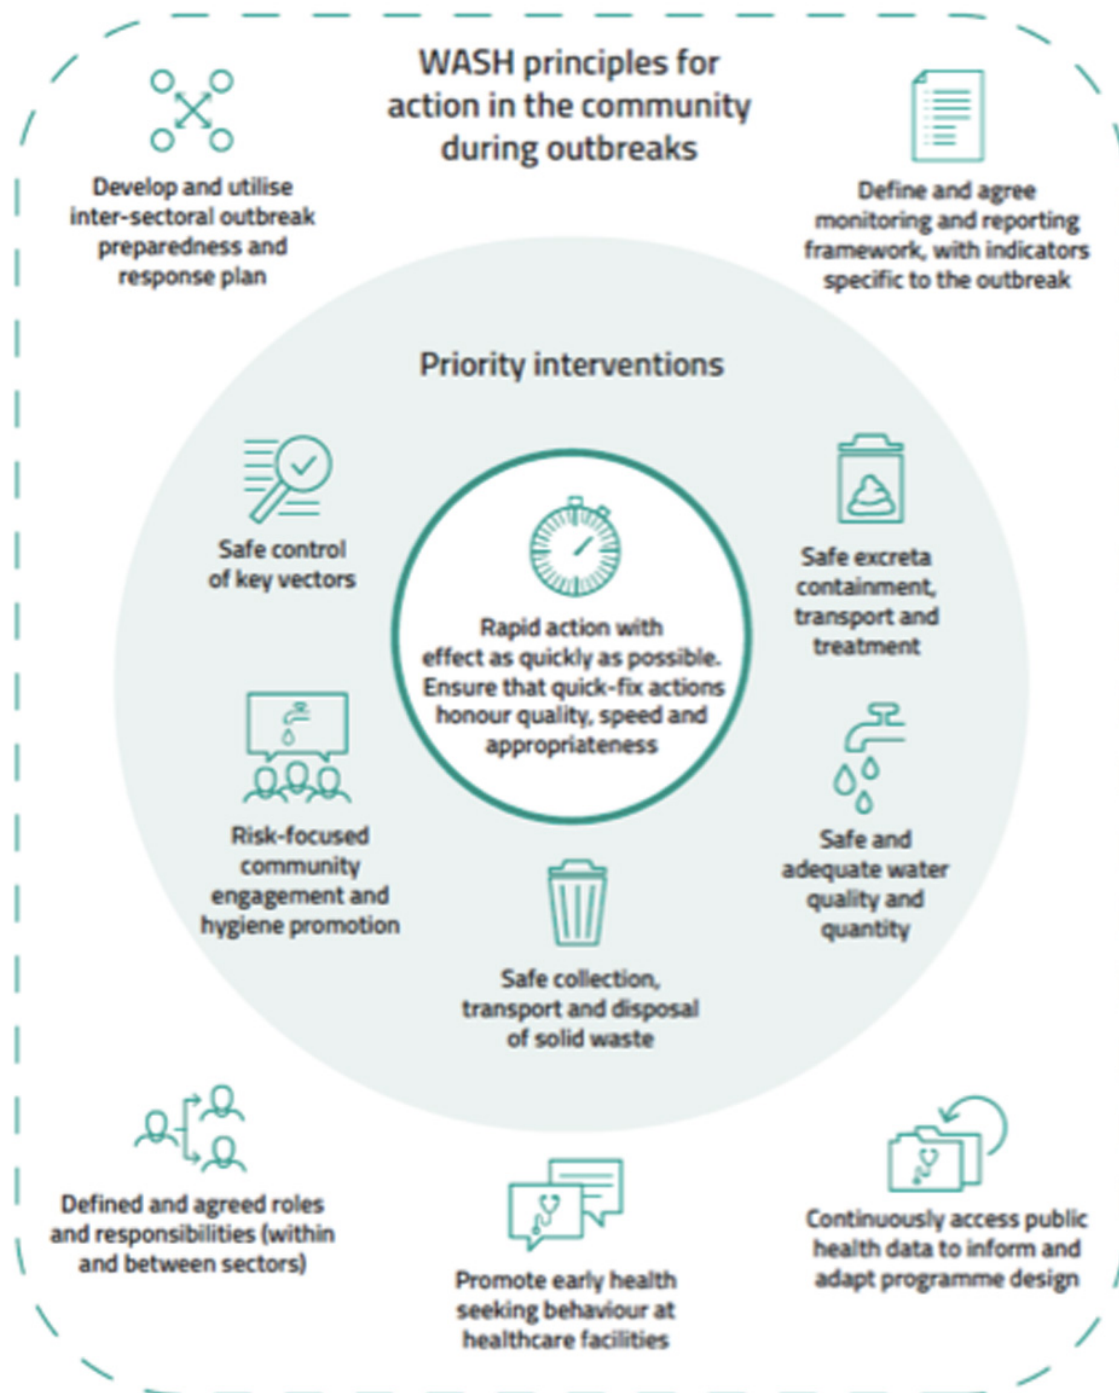 WASH principles for
action in the community
during outbreaks
Develop and utilise
inter-sectoral outbreak
preparedness and
response plan
Define and agree
monitoring and reporting
framework, with indicators
specific to the outbreak
Priority interventions
Safe control
of key vectors
Rapid action with
effect as quickly as possible.
Ensure that quick-fix actions
honour quality, speed and
appropriateness
Safe excreta
containment,
transport and
treatment
Risk-focused
community
engagement and
hygiene promotion
Safe and
adequate water
quality and
quantity
Safe collection,
transport and disposal
of solid waste
Defined and agreed roles
and responsibilities (within
and between sectors)
Promote early health
seeking behaviour at
healthcare facilities
Continuously access public
health data to inform and
adapt programme design